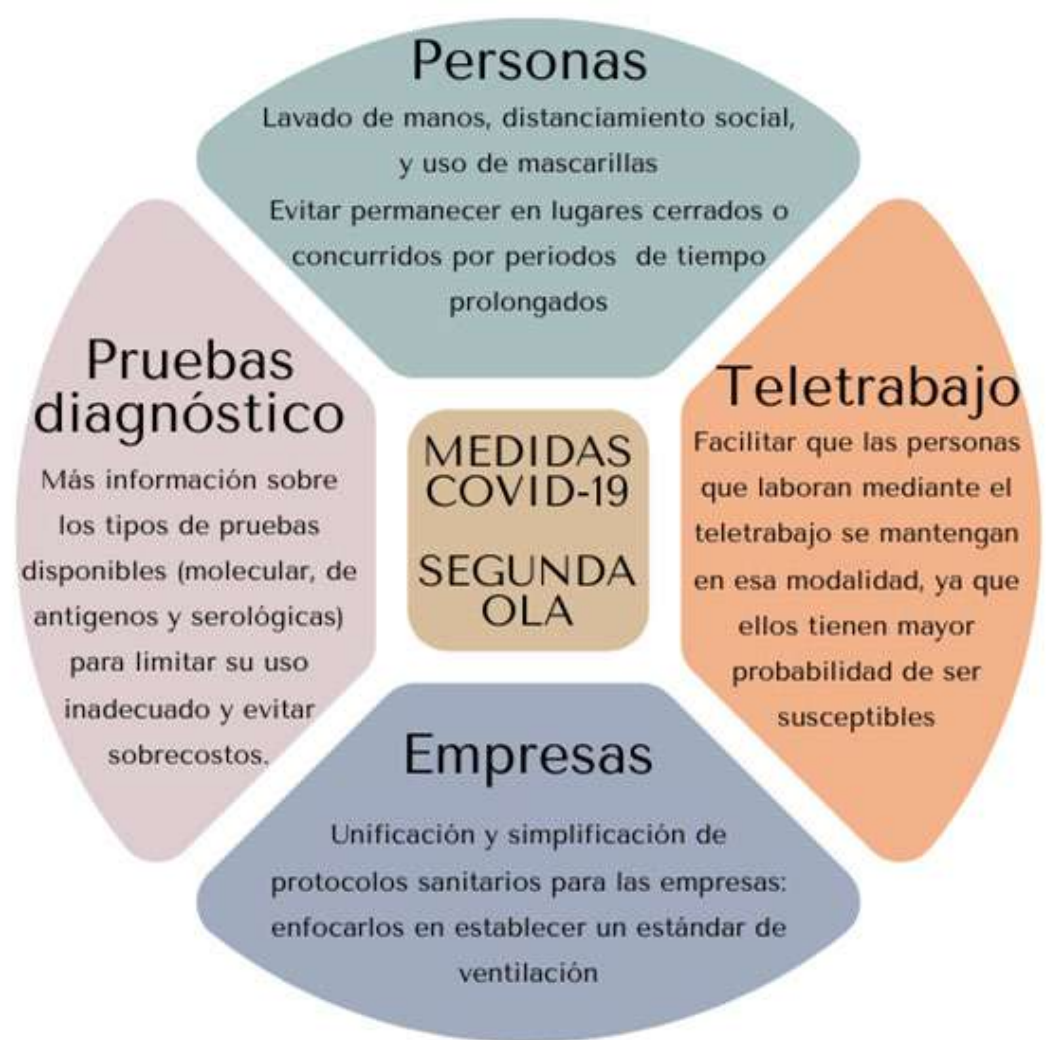 Personas
Lavado de manos, distanciamiento social,
y uso de mascarillas
Evitar permanecer en lugares cerrados o
concurridos por periodos de tiempo
prolongados
Pruebas
diagnóstico
Más información sobre
los tipos de pruebas
disponibles (molecular, de
antigenos y serológicas)
para limitar su uso
inadecuado y evitar
sobrecostos.
MEDIDAS
COVID-19
SEGUNDA
OLA
Teletrabajo
Facilitar que las personas
que laboran mediante el
teletrabajo se mantengan
en esa modalidad, ya que
ellos tienen mayor
probabilidad de ser
susceptibles
Empresas
Unificación y simplificación de
protocolos sanitarios para las empresas:
enfocarlos en establecer un estándar de
ventilación